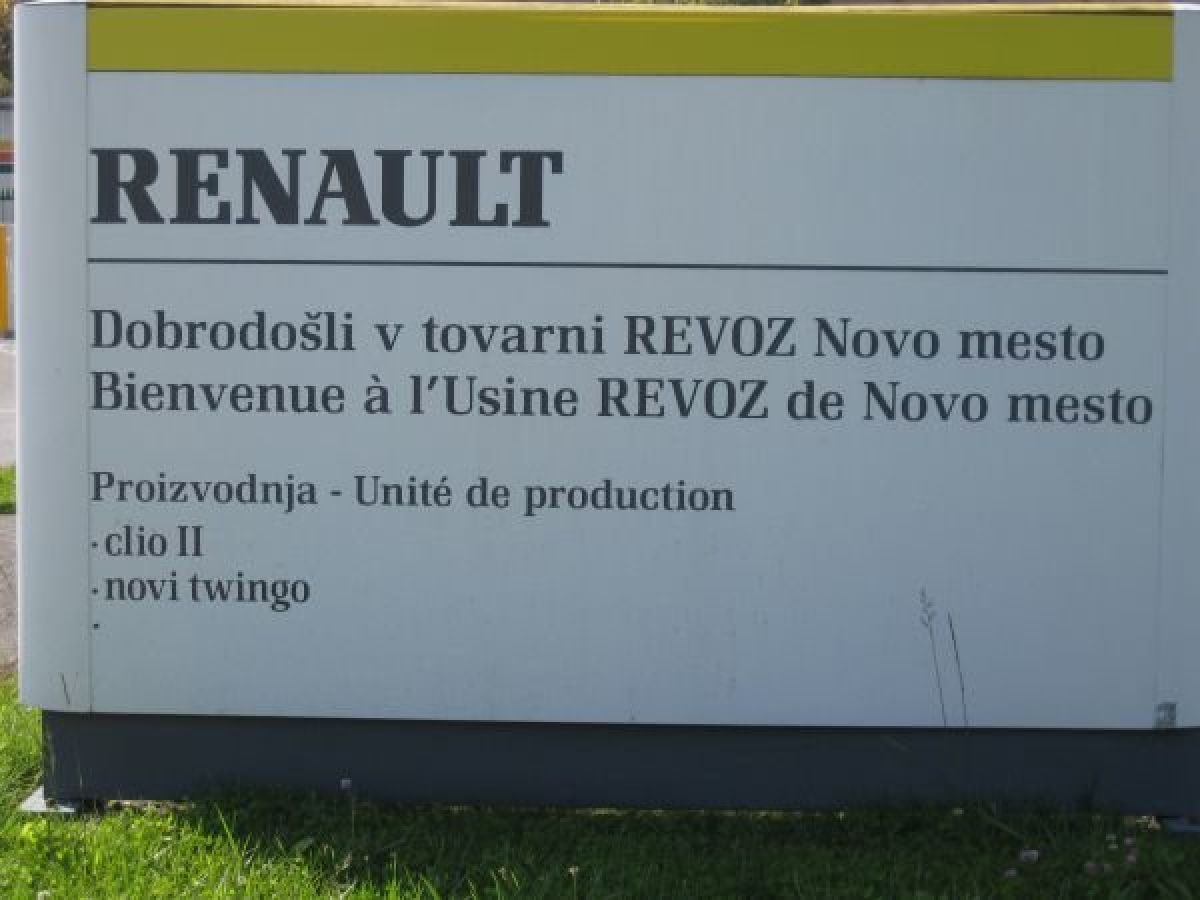 RENAULT
Dobrodošli v tovarni REVOZ Novo mesto
Bienvenue à l'Usine REVOZ de Novo mesto
Proizvodnja - Unité de production
· clio II
· novi twingo
·